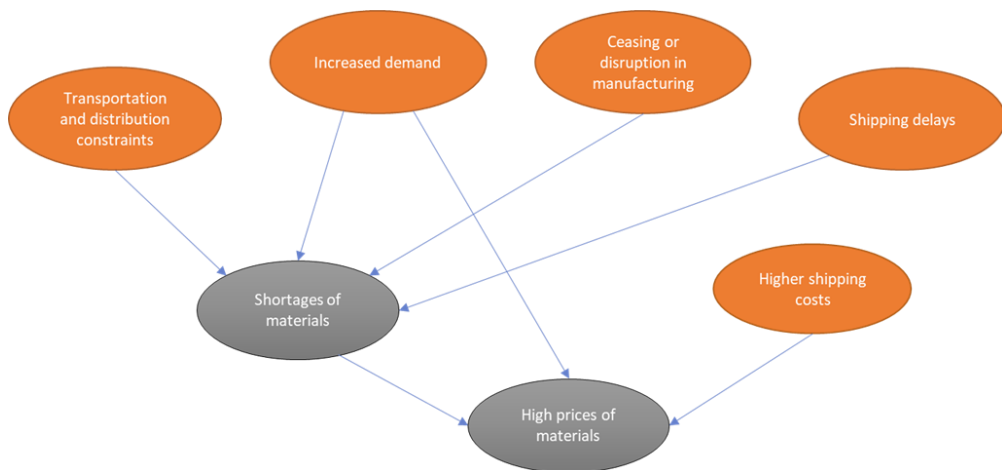 Transportation
and distribution
constraints
Increased demand
Ceasing or
disruption in
manufacturing
Shipping delays
Shortages of
materials
Higher shipping
costs
High prices of
materials